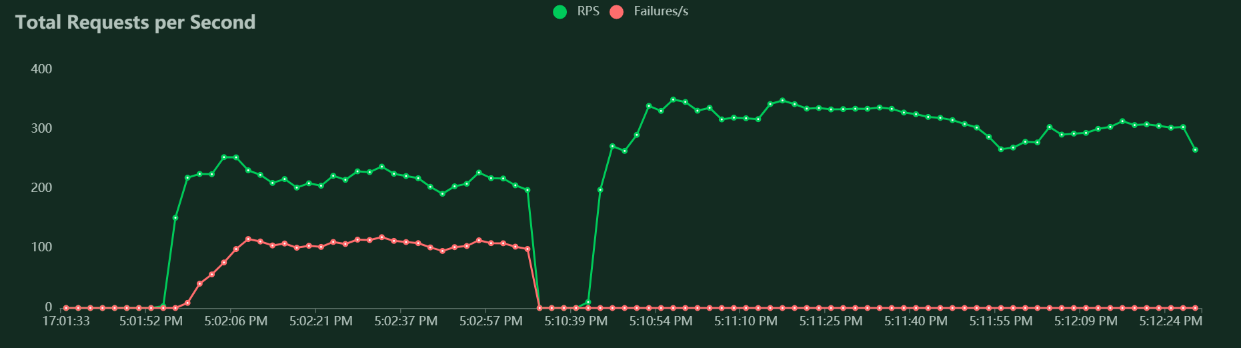 Total Requests per Second
RPS Failures/s
400
300
200
100
0
17:01:33 5:01:52 PM 5:02:06 PM 5:02:21 PM 5:02:37 PM 5:02:57 PM 5:10:39 PM 5:10:54 PM 5:11:10 PM 5:11:25 PM 5:11:40 PM 5:11:55 PM 5:12:09 PM 5:12:24 PM